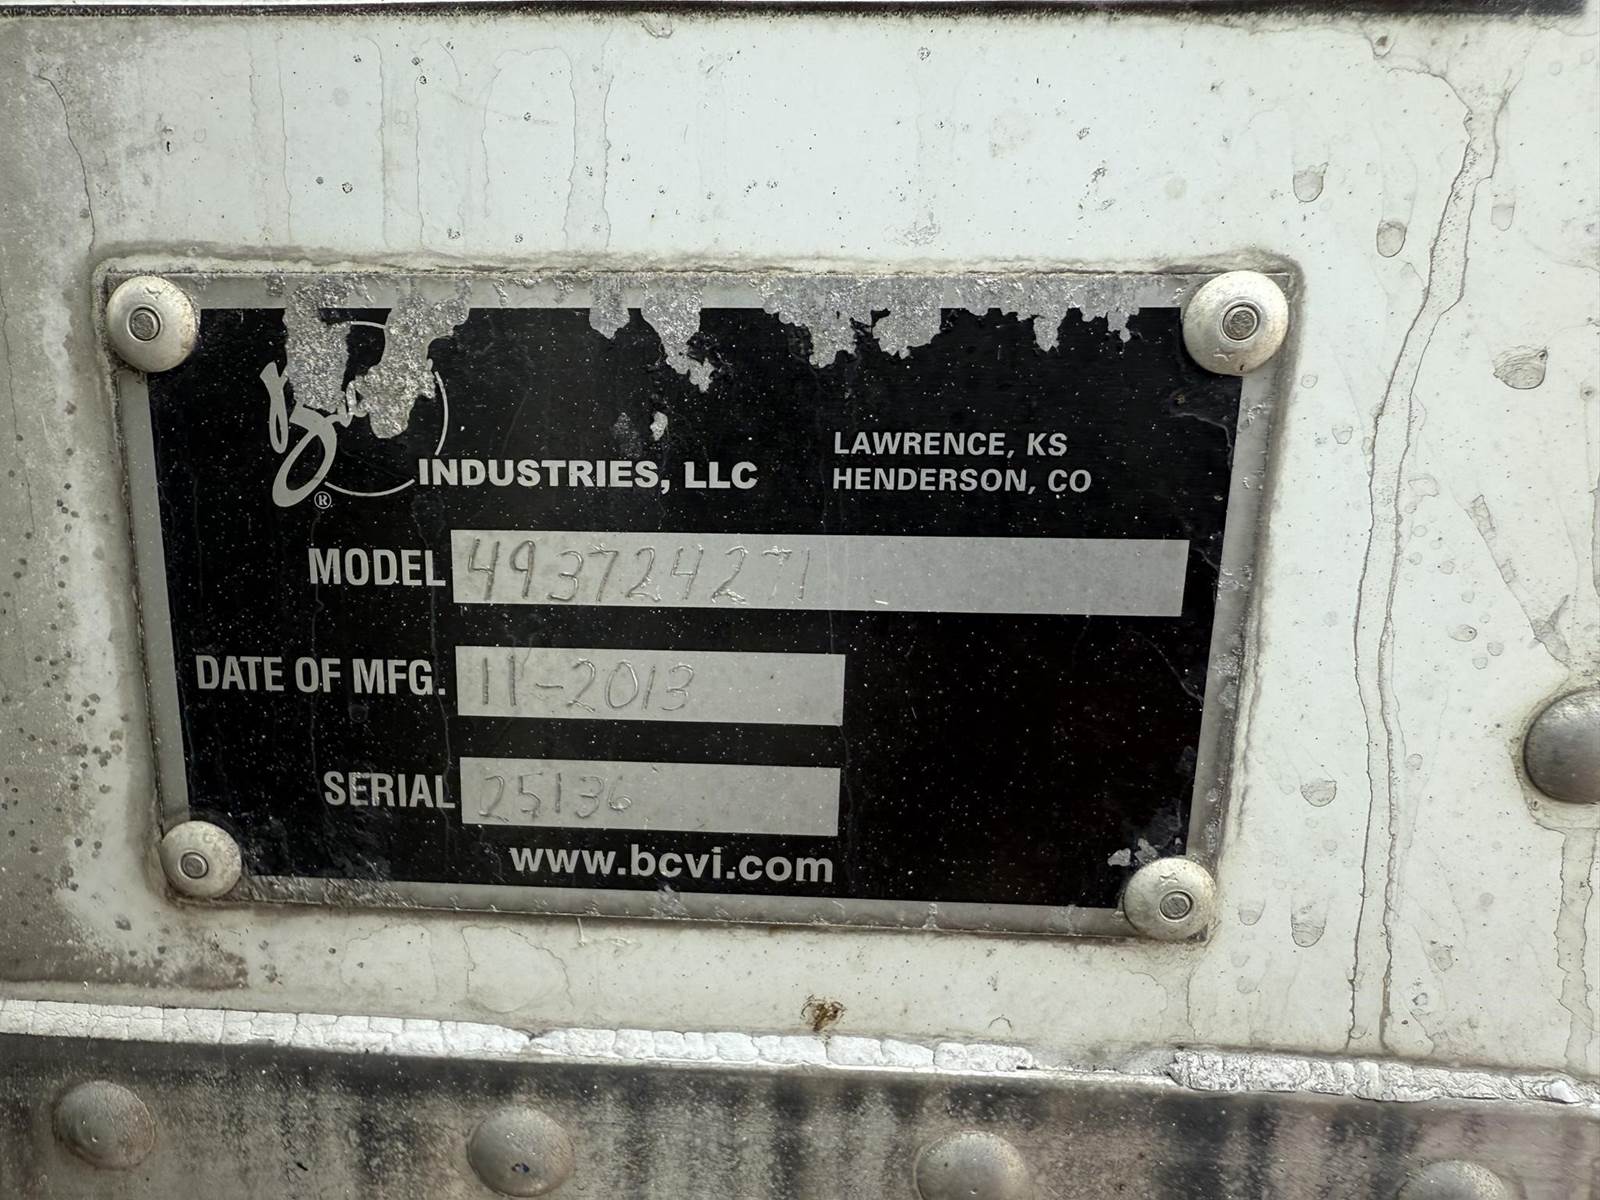 INDUSTRIES, LLC
LAWRENCE, KS
HENDERSON, CO
MODEL 493724271
DATE OF MFG. 11-2013
SERIAL 25136
www.bcvi.com